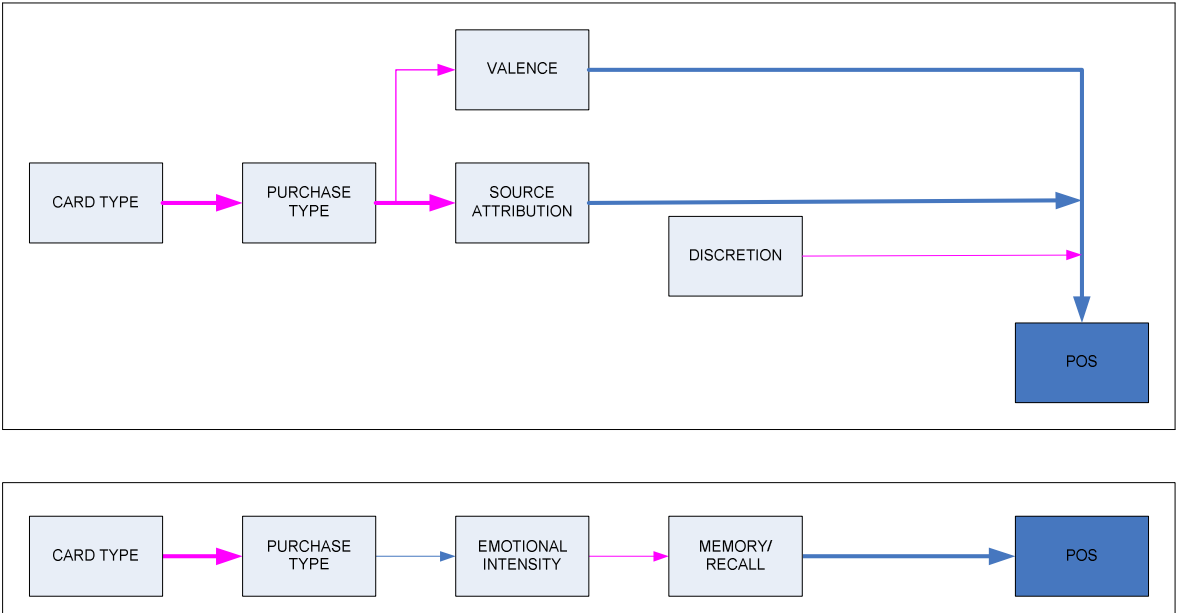 VALENCE
CARD TYPE
PURCHASE
TYPE
SOURCE
ATTRIBUTION
DISCRETION
POS
CARD TYPE
PURCHASE
TYPE
EMOTIONAL
INTENSITY
MEMORY/
RECALL
POS